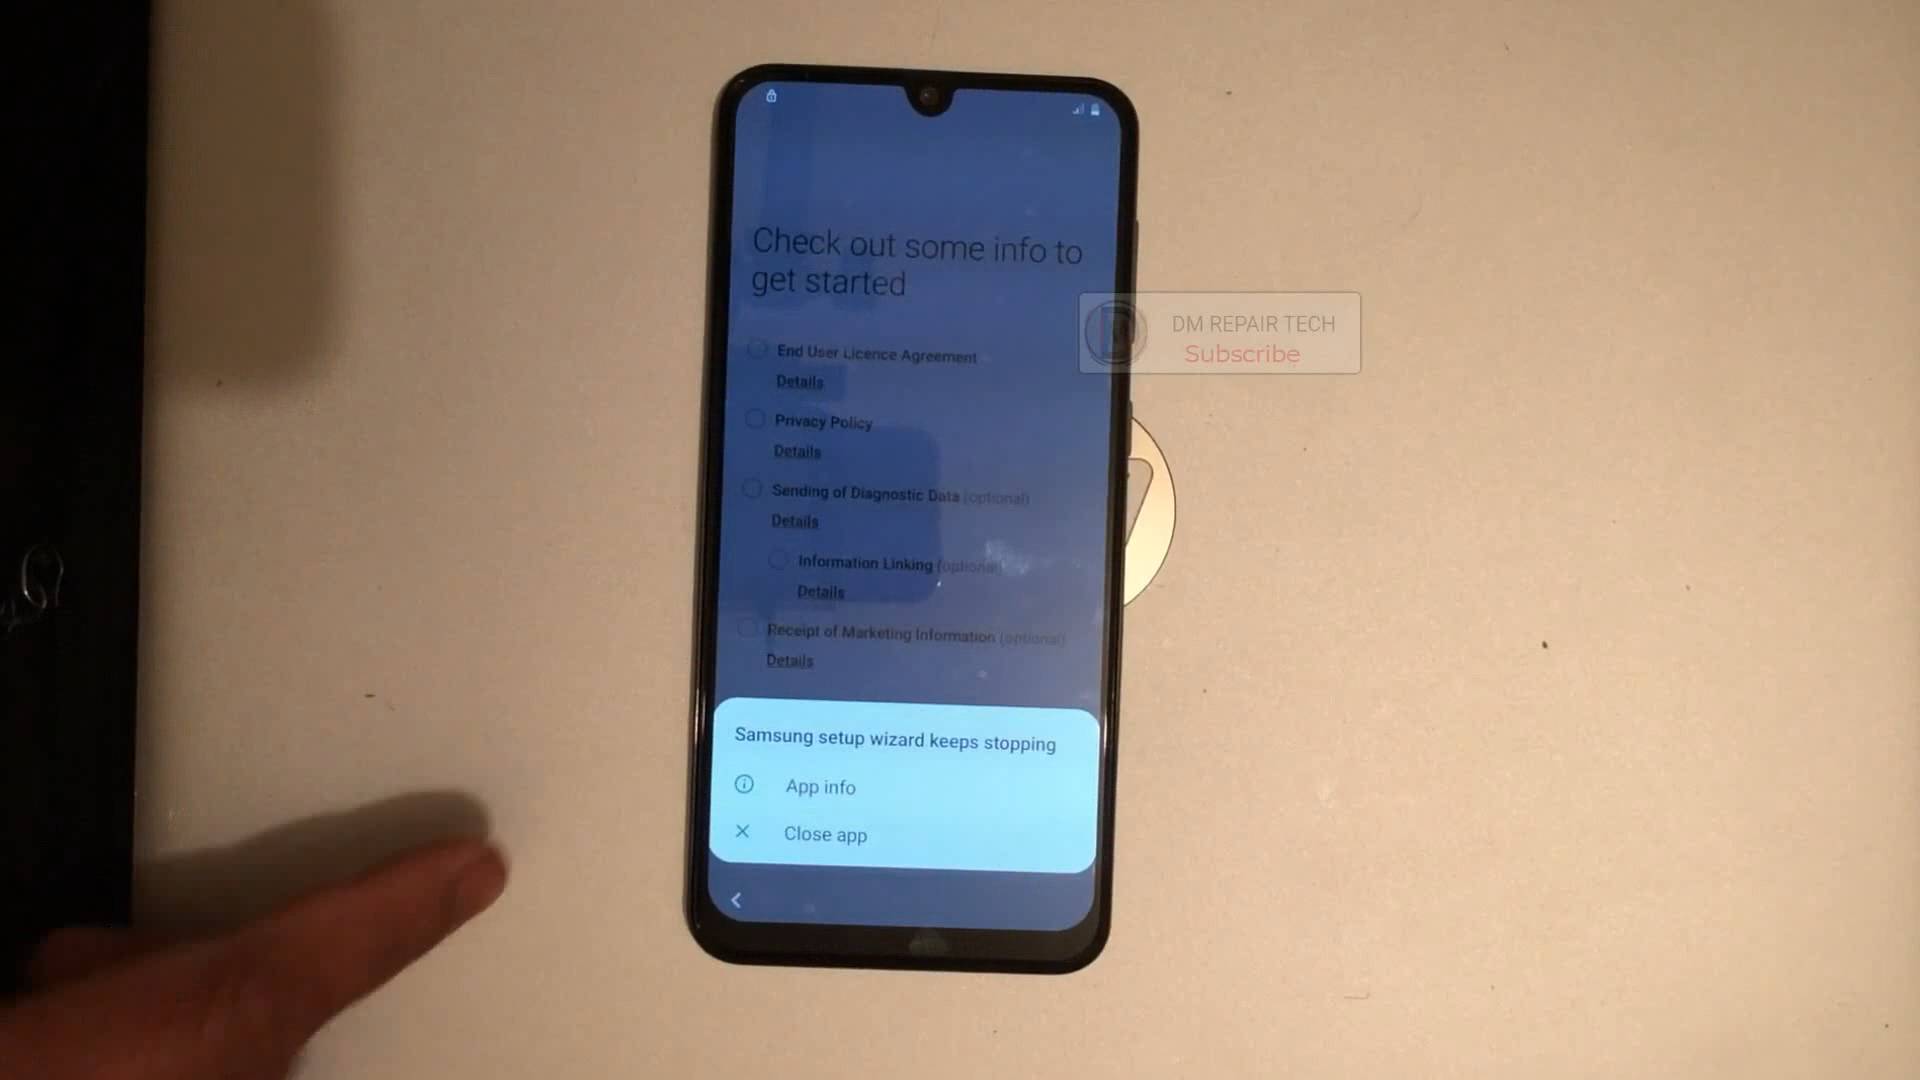 Check out some info to
get started
End User Licence Agreement
Details
Privacy Policy
Details
Sending of Diagnostic Data (optional)
Details
Information Linking (optional)
Details
Receipt of Marketing Information (optional)
Details
Samsung setup wizard keeps stopping
App info
Close app
DM REPAIR TECH
Subscribe